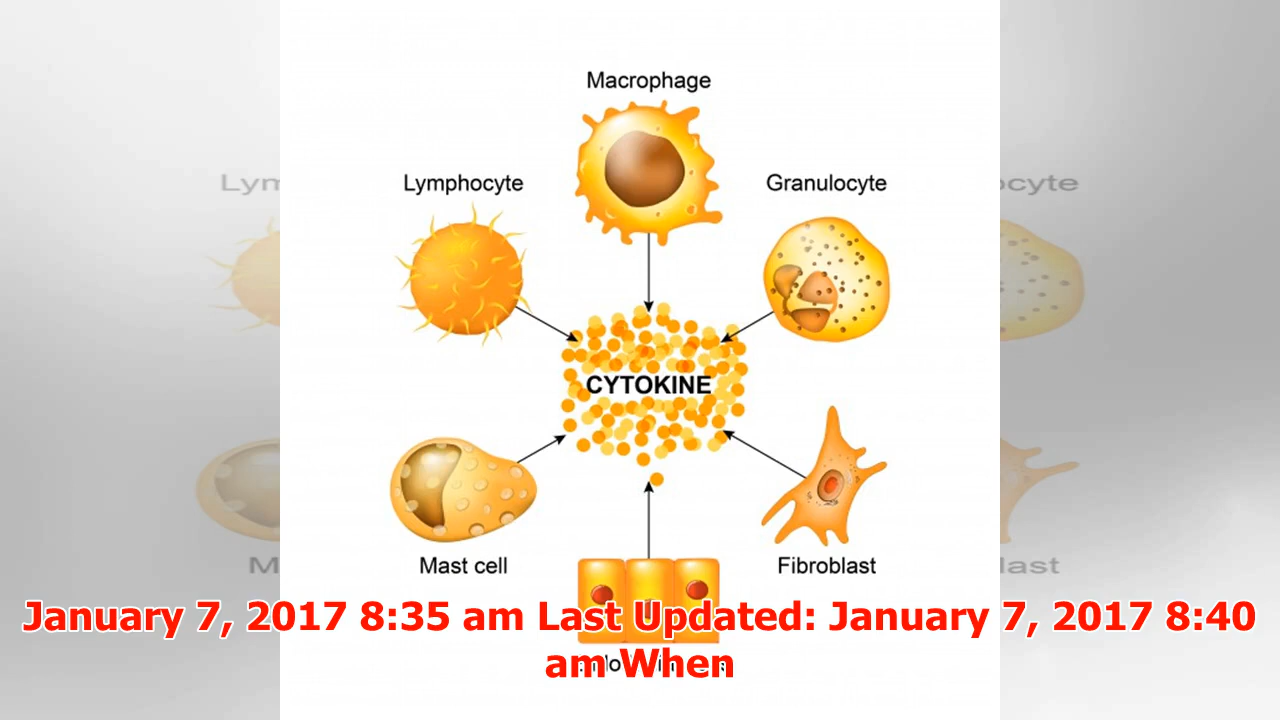 Macrophage
Lymphocyte
Granulocyte
CYTOKINE
Mast cell
Fibroblast
January 7, 2017 8:35 am Last Updated: January 7, 2017 8:40
am When